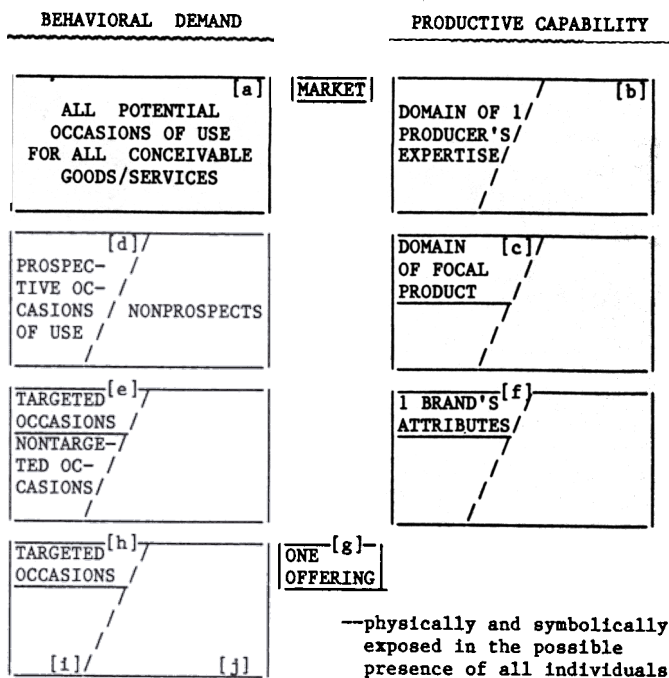 BEHAVIORAL DEMAND
PRODUCTIVE CAPABILITY
[a]
ALL POTENTIAL
OCCASIONS OF USE
FOR ALL CONCEIVABLE
GOODS/SERVICES
MARKET
[b]
DOMAIN OF 1
PRODUCER'S
EXPERTISE
[d]
PROSPEC-
TIVE OC-
CASIONS
OF USE
NONPROSPECTS
DOMAIN [c]
OF FOCAL
PRODUCT
[e]
TARGETED
OCCASIONS
NONTARGE-
TED OC-
CASIONS
[f]
1 BRAND'S
ATTRIBUTES
[h]
TARGETED
OCCASIONS
[i] [j]
[g]
ONE
OFFERING
--physically and symbolically
exposed in the possible
presence of all individuals